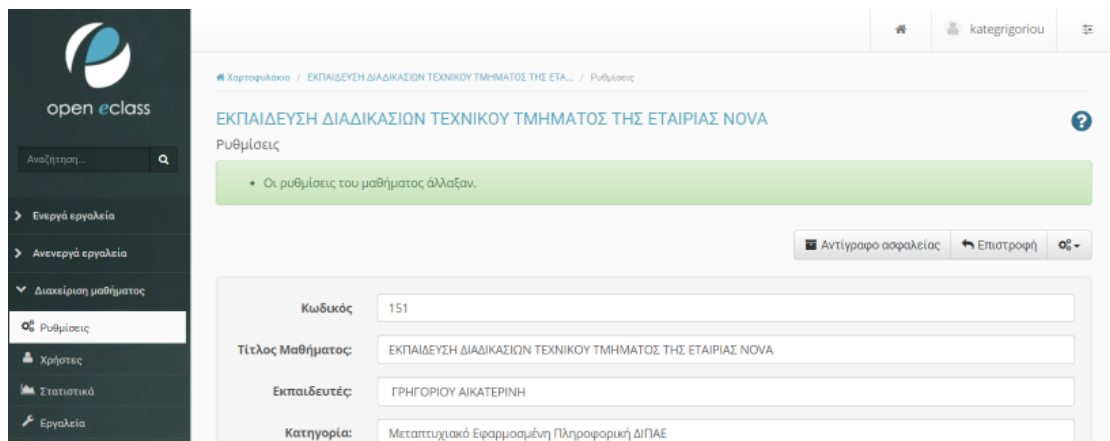 open eclass
Αναζήτηση...
Ενεργά εργαλεία
Ανενεργά εργαλεία
Διαχείριση μαθήματος
Ρυθμίσεις
Χρήστες
Στατιστικά
Εργαλεία
kategrigoriou
Χαρτοφυλάκιο / ΕΚΠΑΙΔΕΥΣΗ ΔΙΑΔΙΚΑΣΙΩΝ ΤΕΧΝΙΚΟΥ ΤΜΗΜΑΤΟΣ ΤΗΣ ΕΤΑ... / Ρυθμίσεις
ΕΚΠΑΙΔΕΥΣΗ ΔΙΑΔΙΚΑΣΙΩΝ ΤΕΧΝΙΚΟΥ ΤΜΗΜΑΤΟΣ ΤΗΣ ΕΤΑΙΡΙΑΣ NOVA
Ρυθμίσεις
• Οι ρυθμίσεις του μαθήματος άλλαξαν.
Αντίγραφο ασφαλείας Επιστροφή
Κωδικός 151
Τίτλος Μαθήματος: ΕΚΠΑΙΔΕΥΣΗ ΔΙΑΔΙΚΑΣΙΩΝ ΤΕΧΝΙΚΟΥ ΤΜΗΜΑΤΟΣ ΤΗΣ ΕΤΑΙΡΙΑΣ NOVA
Εκπαιδευτές: ΓΡΗΓΟΡΙΟΥ ΑΙΚΑΤΕΡΙΝΗ
Κατηγορία: Μεταπτυχιακό Εφαρμοσμένη Πληροφορική ΔΙΠΑΕ